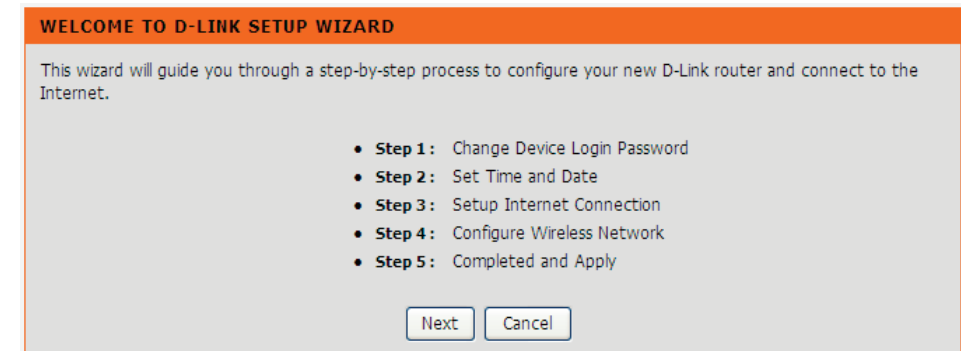 WELCOME TO D-LINK SETUP WIZARD
This wizard will guide you through a step-by-step process to configure your new D-Link router and connect to the
Internet.
• Step 1: Change Device Login Password
• Step 2: Set Time and Date
• Step 3: Setup Internet Connection
• Step 4: Configure Wireless Network
• Step 5: Completed and Apply
Next Cancel